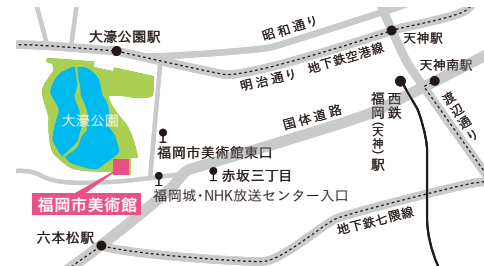 昭和通り
大濠公園駅
天神駅
明治通り 地下鉄空港線
天神南駅
西鉄
福岡(天神)駅
渡辺通り
大濠公園
国体道路
福岡市美術館東口
赤坂三丁目
福岡城・NHK放送センター入口
福岡市美術館
六本松駅
地下鉄七隈線